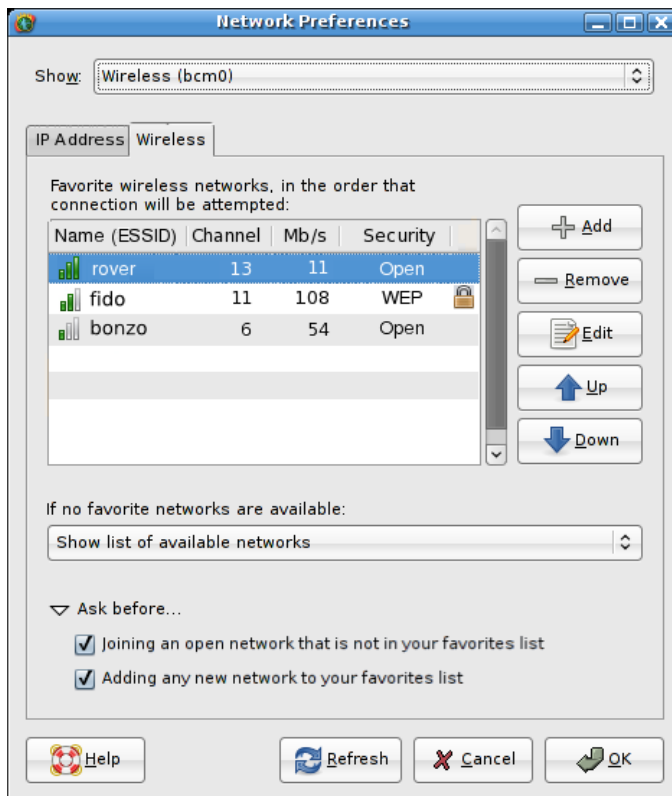 Network Preferences
Show: Wireless (bcm0)
IP Address Wireless
Favorite wireless networks, in the order that
connection will be attempted:
Name (ESSID) Channel Mb/s Security
rover 13 11 Open
fido 11 108 WEP
bonzo 6 54 Open
Add
Remove
Edit
Up
Down
If no favorite networks are available:
Show list of available networks
Ask before...
Joining an open network that is not in your favorites list
Adding any new network to your favorites list
Help Refresh Cancel OK